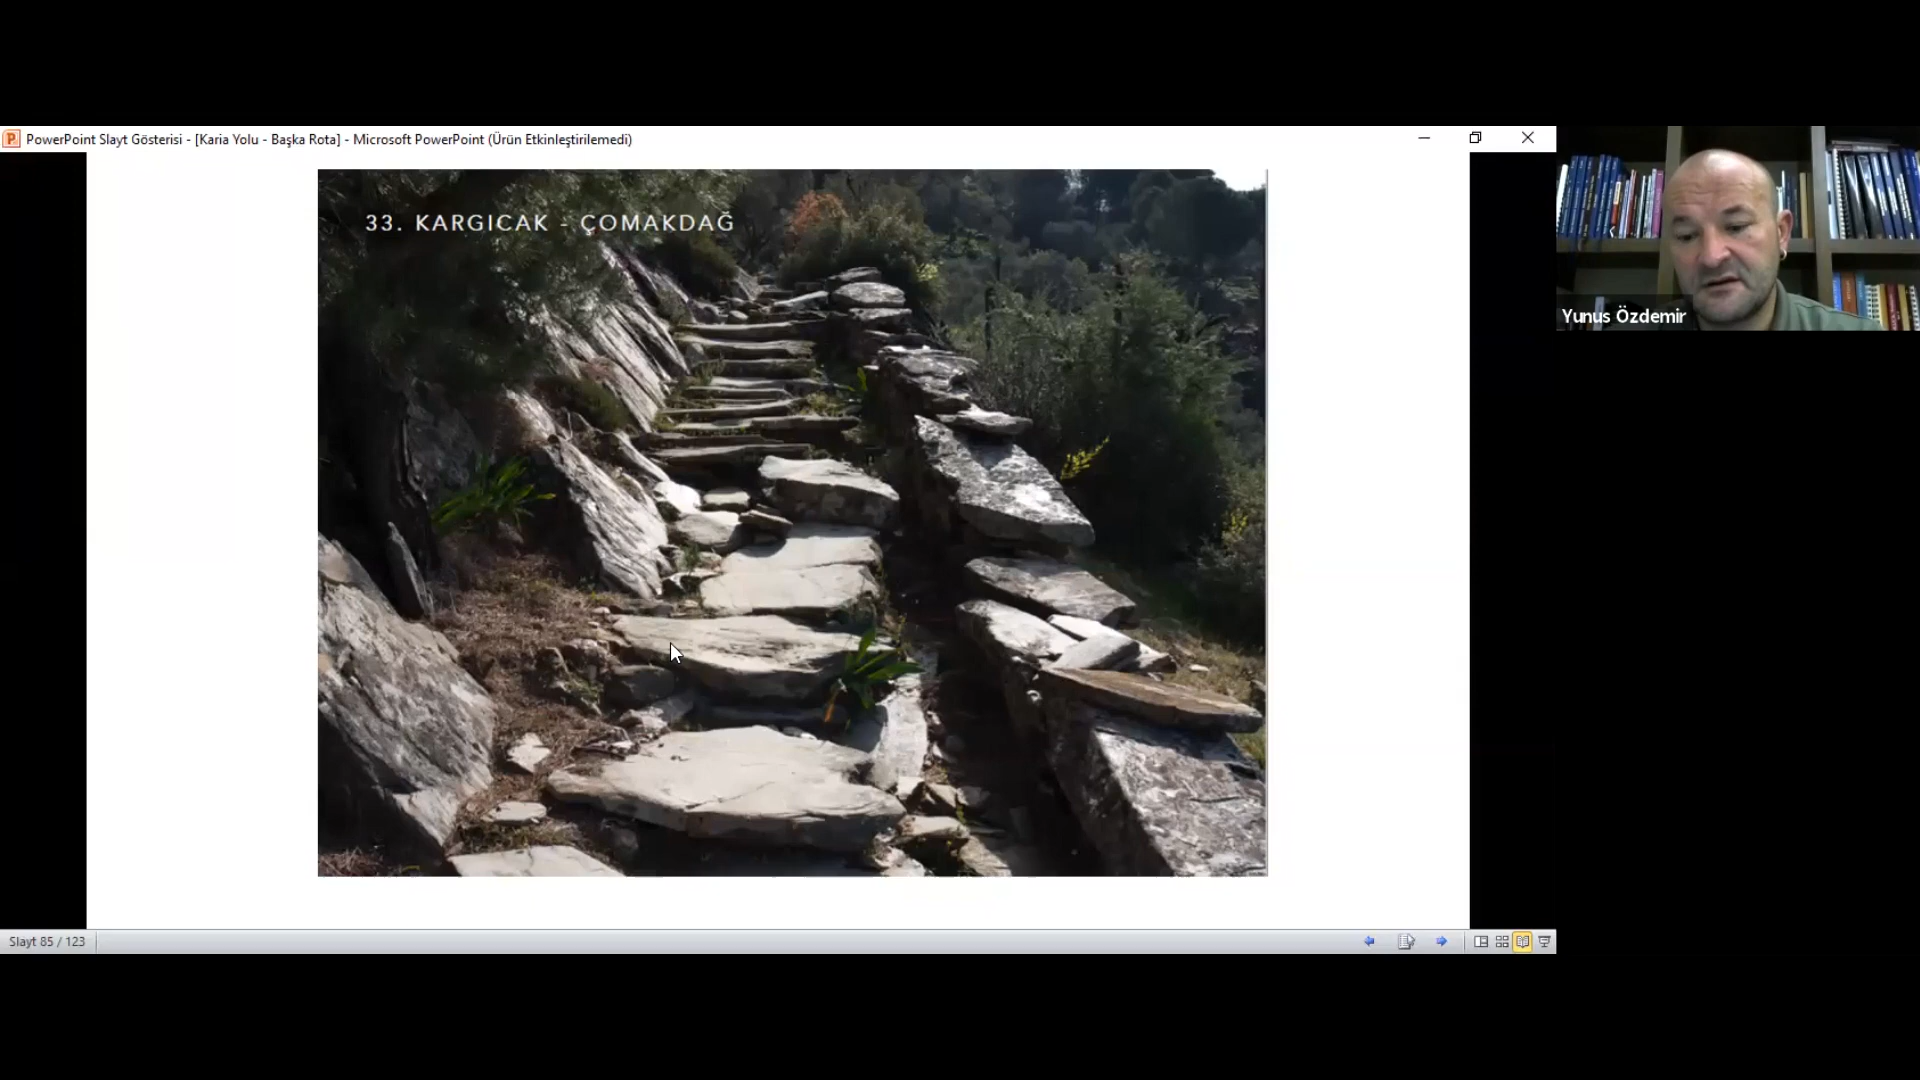 PowerPoint Slayt Gösterisi - [Karia Yolu - Başka Rota] - Microsoft PowerPoint (Ürün Etkinleştirilemedi)
33. KARGICAK - ÇOMAKDAĞ
Yunus Özdemir
Slayt 85 / 123